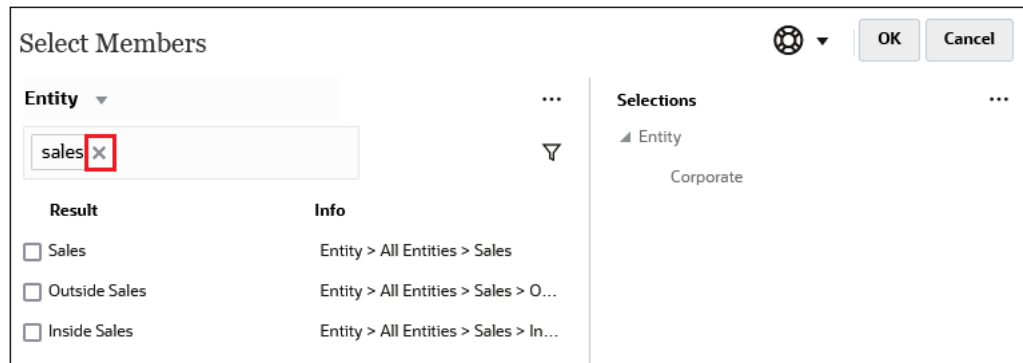 Select Members
OK
Cancel
Entity
...
sales
Result
Info
Sales
Entity > All Entities > Sales
Outside Sales
Entity > All Entities > Sales > O...
Inside Sales
Entity > All Entities > Sales > In...
Selections
...
Entity
Corporate